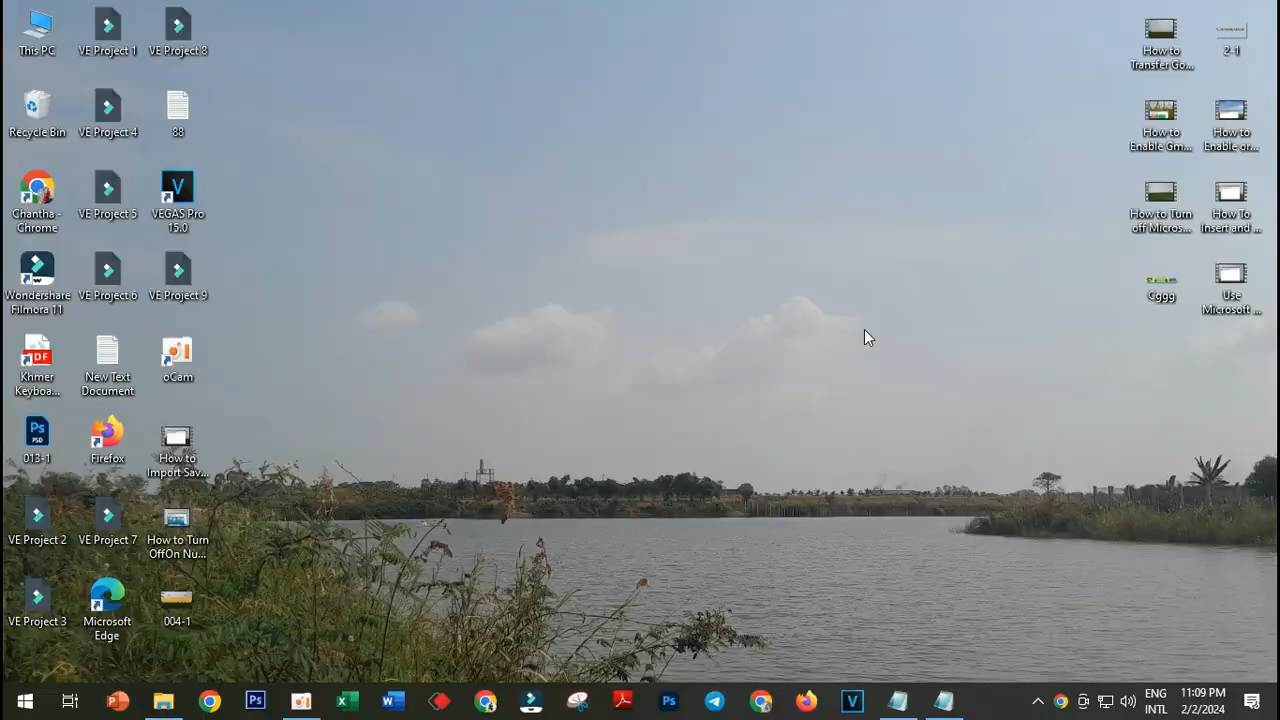 This PC
VE Project 1
VE Project 8
Recycle Bin
VE Project 4
88
Chantha -
Chrome
VE Project 5
VEGAS Pro
15.0
Wondershare
Filmora 11
VE Project 6
VE Project 9
Khmer
Keyboa...
New Text
Document
oCam
013-1
Firefox
How to
Import Sav...
VE Project 2
VE Project 7
How to Turn
OffOn Nu...
VE Project 3
Microsoft
Edge
004-1
How to
Transfer Go...
2-1
How to
Enable Gm...
How to
Enable or...
How to Turn
off Micros...
How To
Insert and ...
Cggg
Use
Microsoft ...
ENG
INTL
11:09 PM
2/2/2024